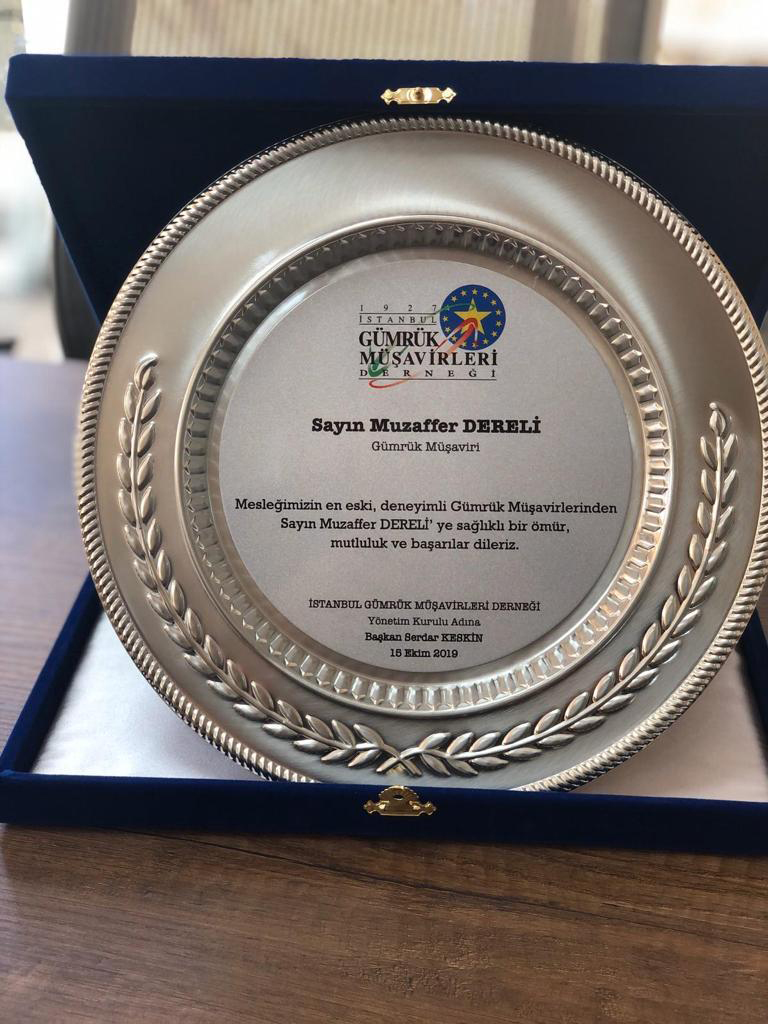 1927
İSTANBUL
GÜMRÜK
MÜŞAVİRLERİ
DERNEĞİ
Sayın Muzaffer DERELİ
Gümrük Müşaviri
Mesleğimizin en eski, deneyimli Gümrük Müşavirlerinden
Sayın Muzaffer DERELİ' ye sağlıklı bir ömür,
mutluluk ve başarılar dileriz.
İSTANBUL GÜMRÜK MÜŞAVİRLERİ DERNEĞİ
Yönetim Kurulu Adına
Başkan Serdar KESKİN
15 Ekim 2019